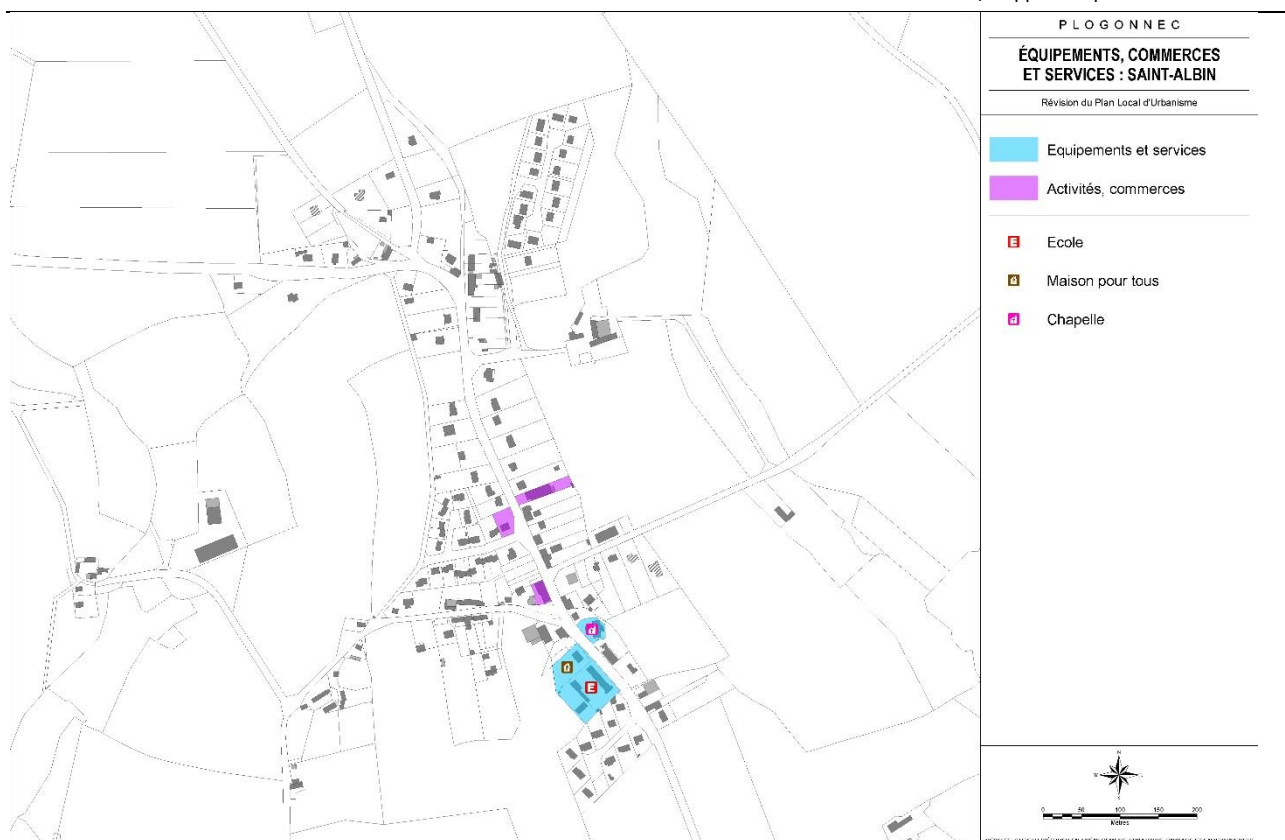 PLOGONNEC
ÉQUIPEMENTS, COMMERCES
ET SERVICES : SAINT-ALBIN
Révision du Plan Local d'Urbanisme
Equipements et services
Activités, commerces
E Ecole
Maison pour tous
Chapelle
E
N
0 50 100 150 200
Mètres